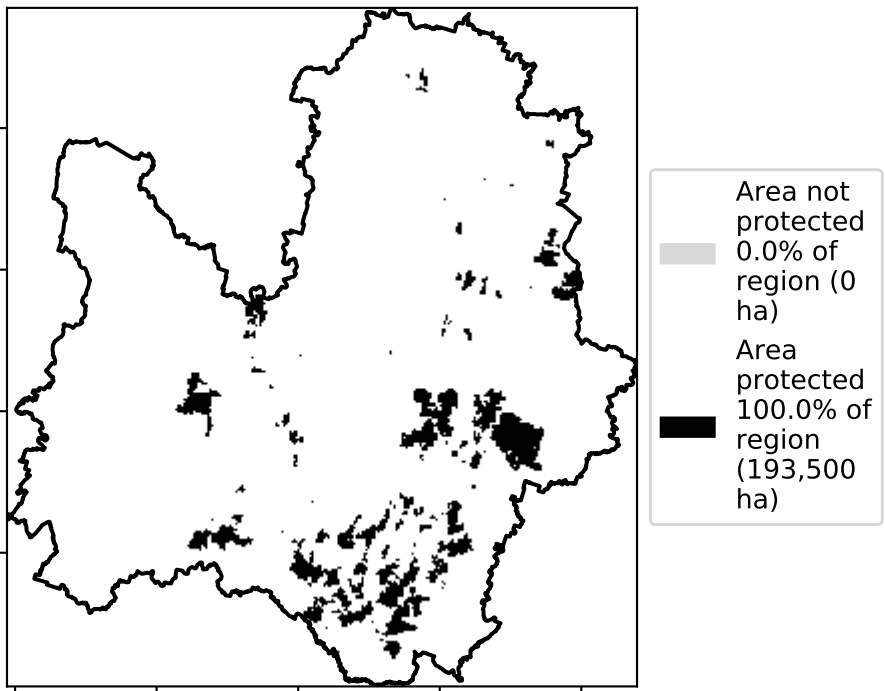 Area not
protected
0.0% of
region (0
ha)
Area
protected
100.0% of
region
(193,500
ha)